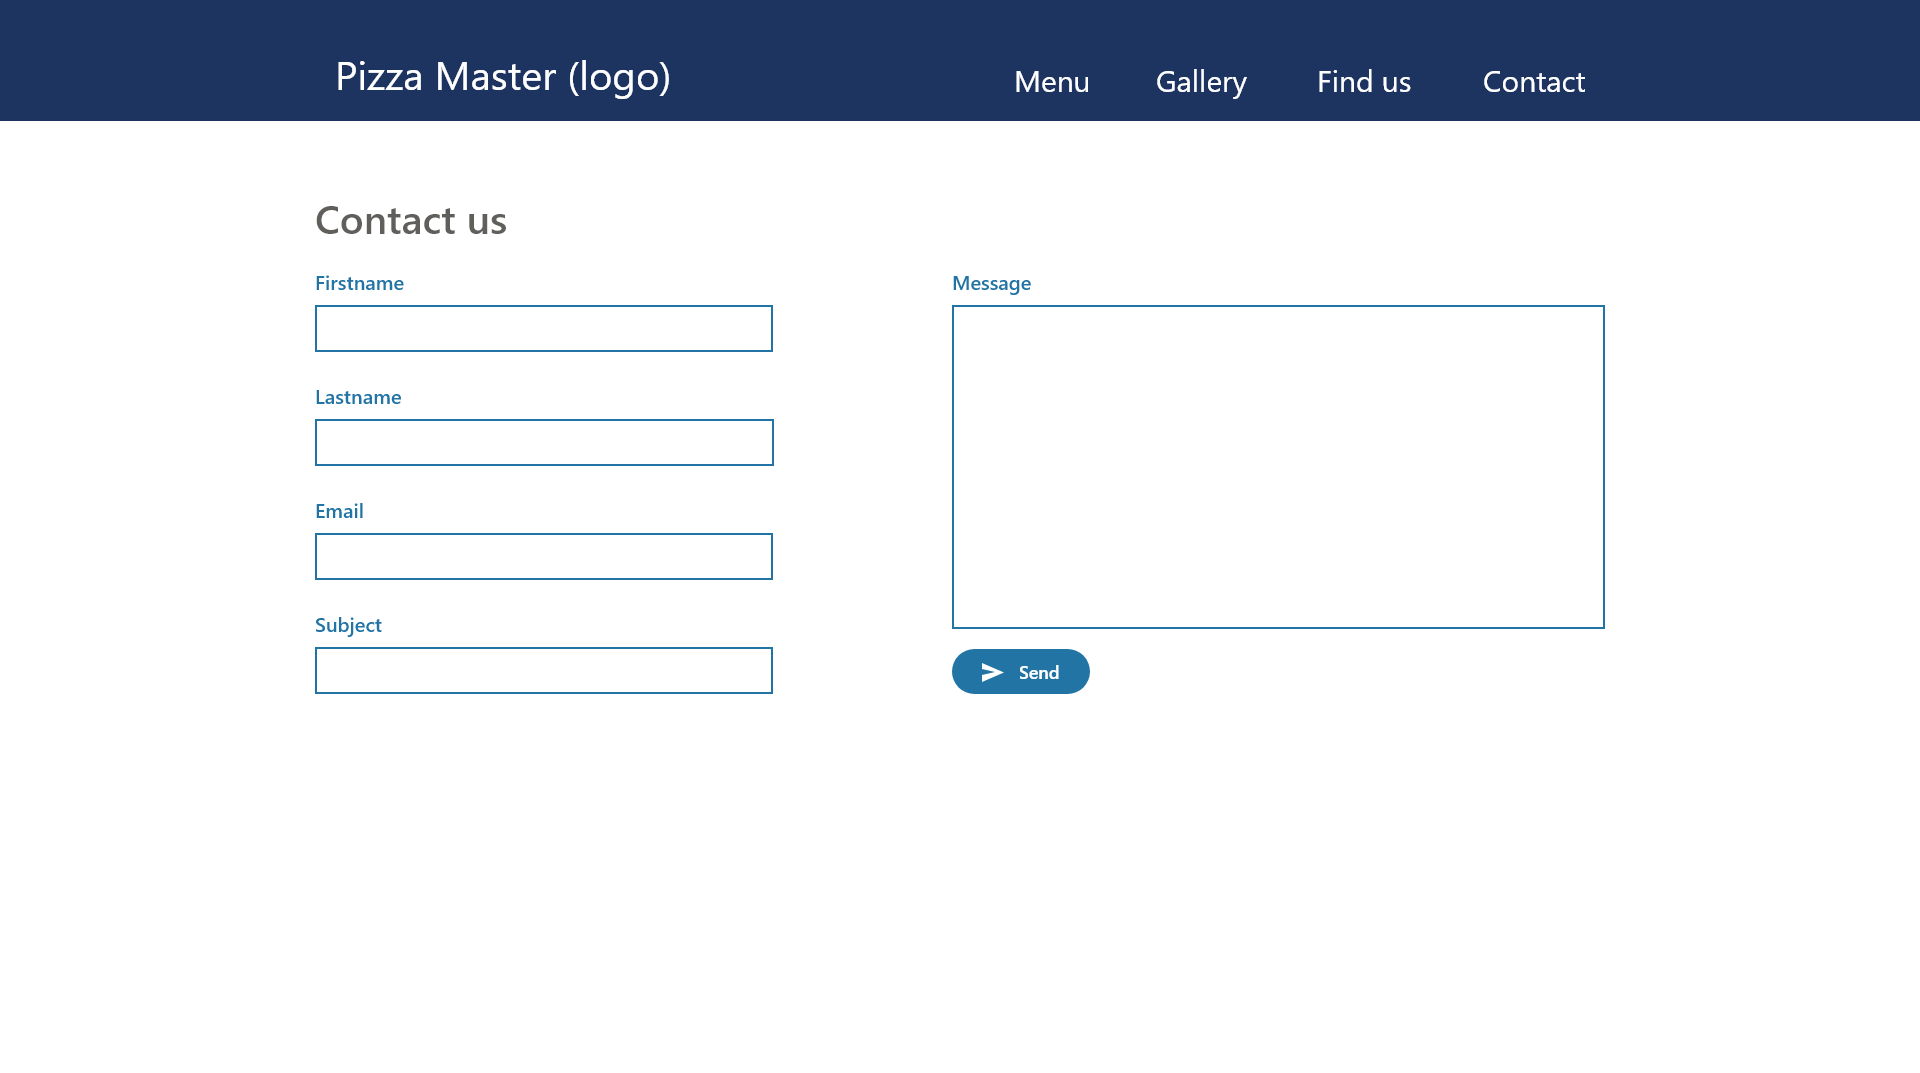 Pizza Master (logo)
Menu Gallery Find us Contact
Contact us
Firstname
Lastname
Email
Subject
Message
Send